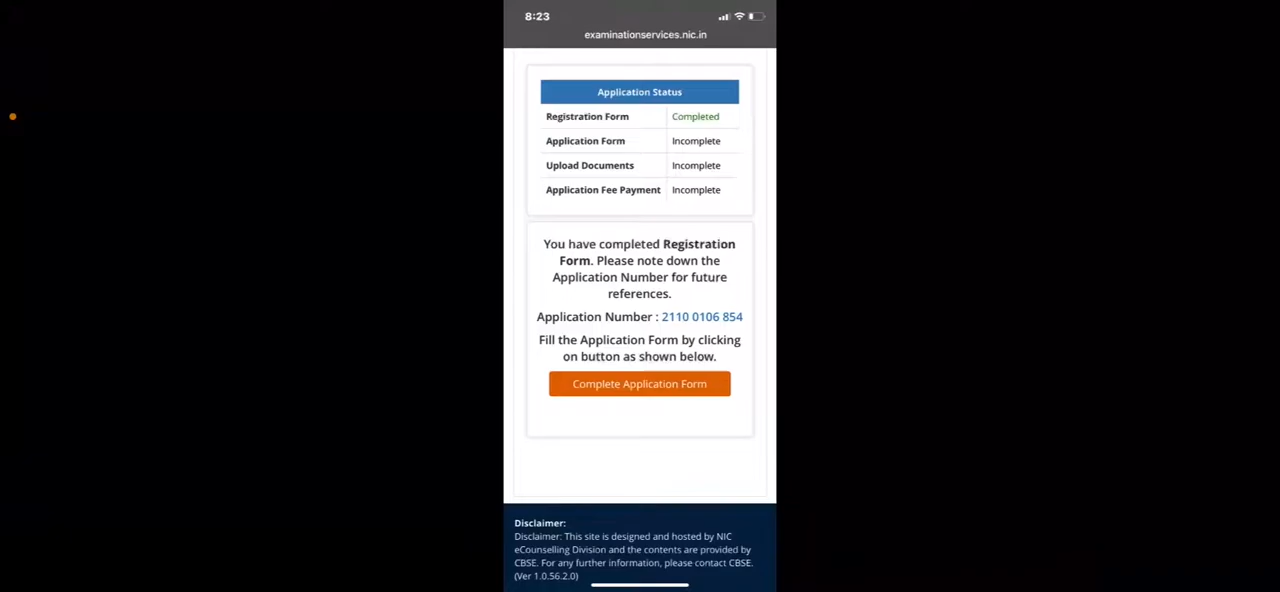 8:23
examinationservices.nic.in
Application Status
Registration Form Completed
Application Form Incomplete
Upload Documents Incomplete
Application Fee Payment Incomplete
You have completed Registration
Form. Please note down the
Application Number for future
references.
Application Number : 2110 0106 854
Fill the Application Form by clicking
on button as shown below.
Complete Application Form
Disclaimer:
Disclaimer: This site is designed and hosted by NIC
eCounselling Division and the contents are provided by
CBSE. For any further information, please contact CBSE.
(Ver 1.0.56.2.0)